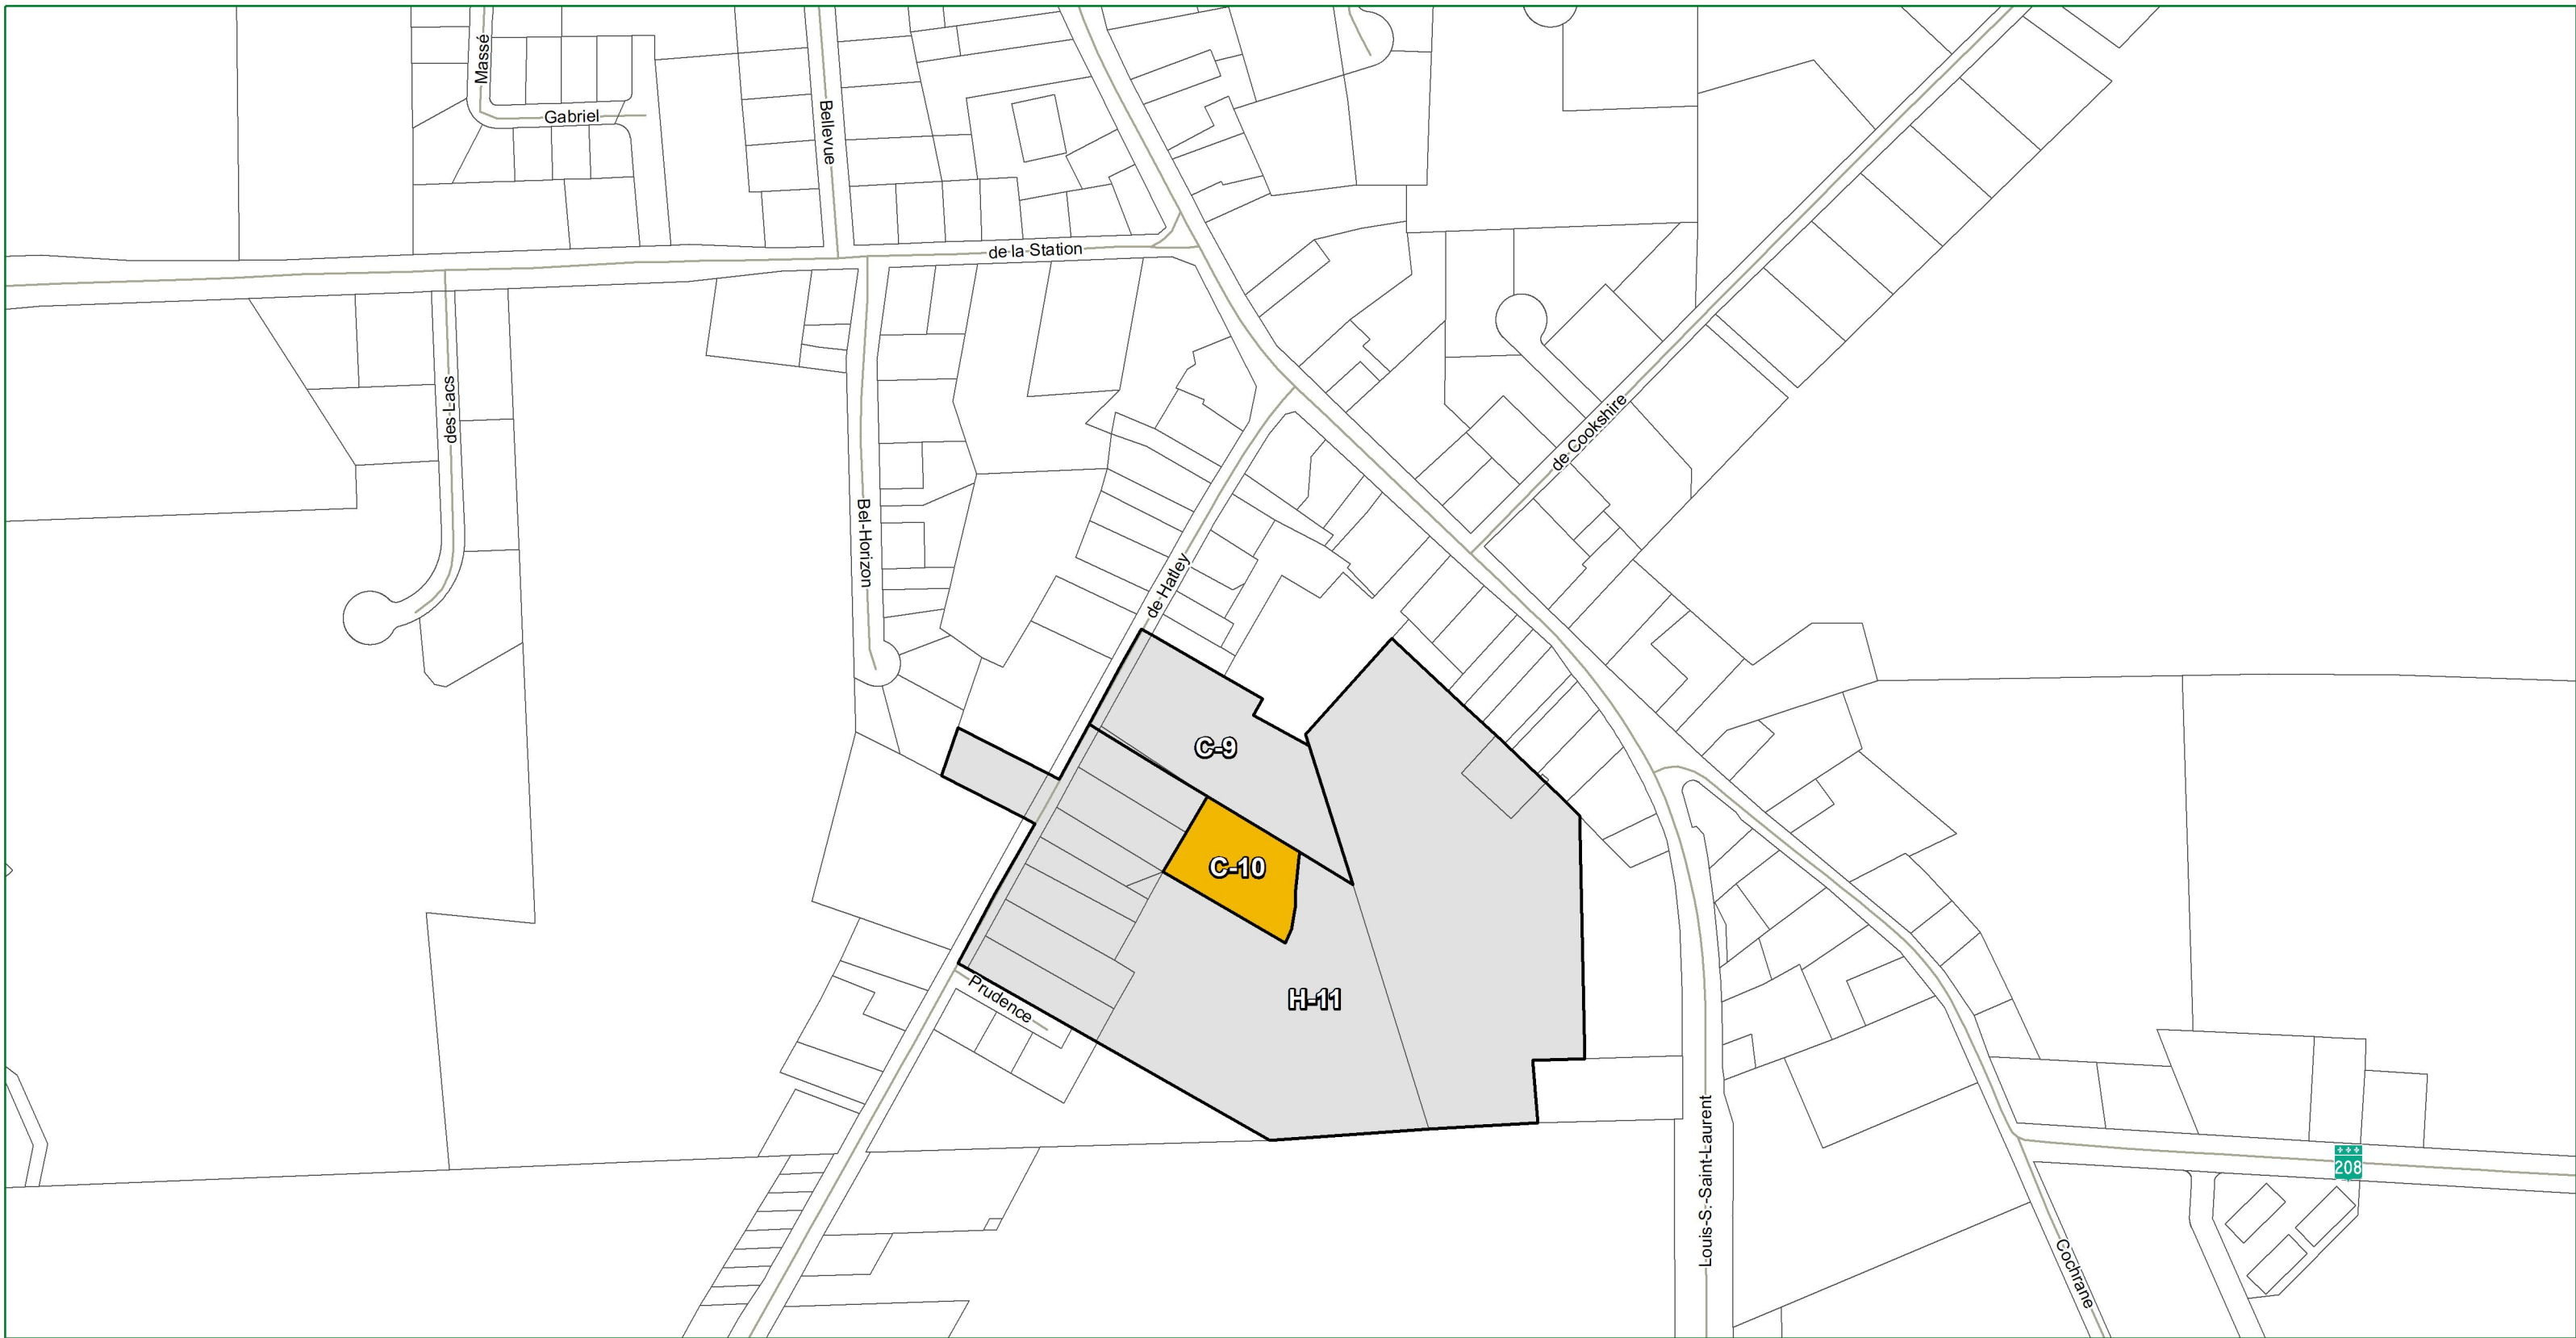 Massé
Gabriel
Bellevue
de la Station
des Lacs
de Cookshire
Bel-Horizon
de Hatley
C-9
C-10
H-11
Prudence
Louis-S.-Saint-Laurent
208
Cochrane